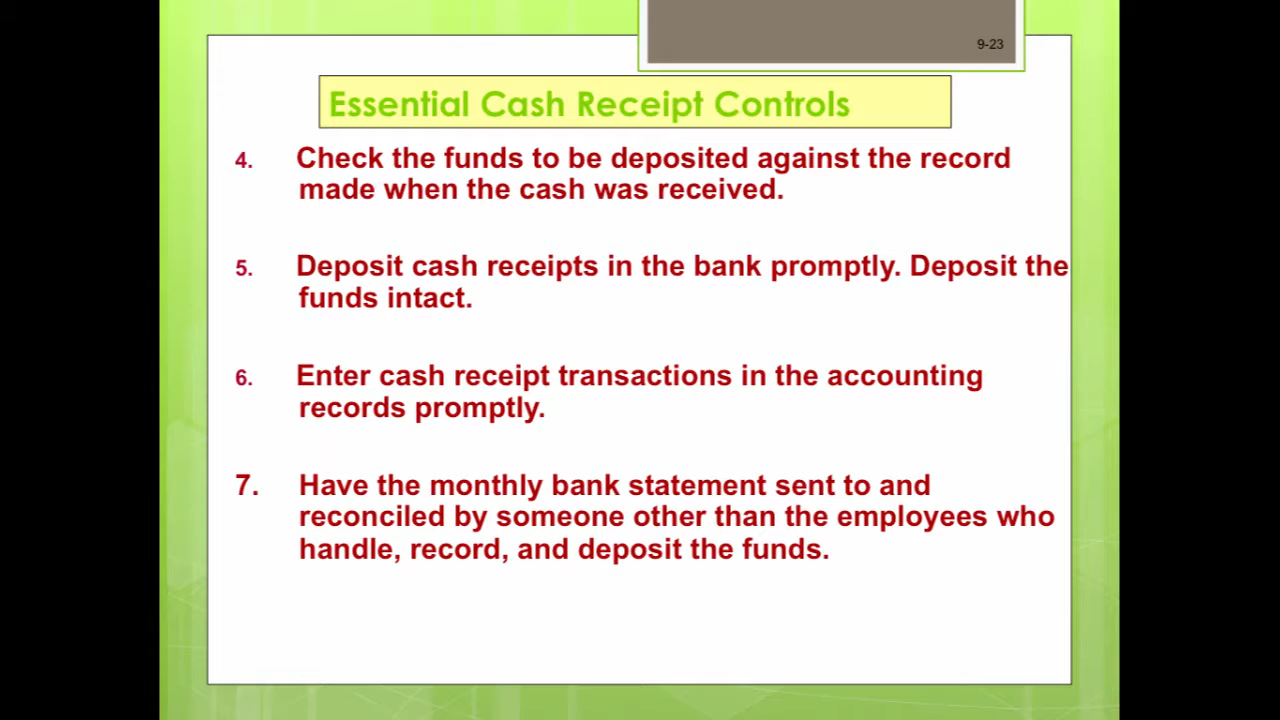 9-23
Essential Cash Receipt Controls
4. Check the funds to be deposited against the record
made when the cash was received.
5. Deposit cash receipts in the bank promptly. Deposit the
funds intact.
6. Enter cash receipt transactions in the accounting
records promptly.
7. Have the monthly bank statement sent to and
reconciled by someone other than the employees who
handle, record, and deposit the funds.